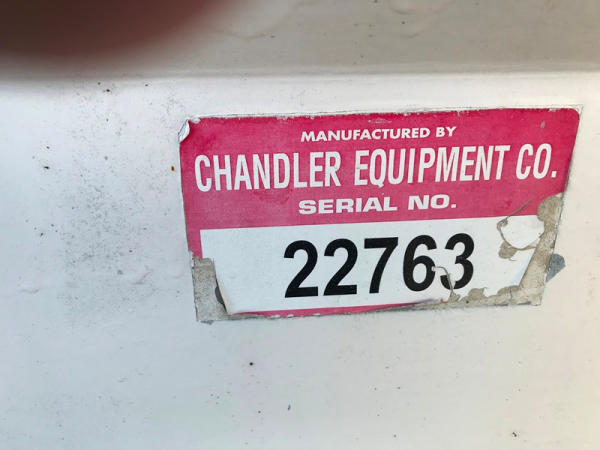 MANUFACTURED BY
CHANDLER EQUIPMENT CO.
SERIAL NO.
22763